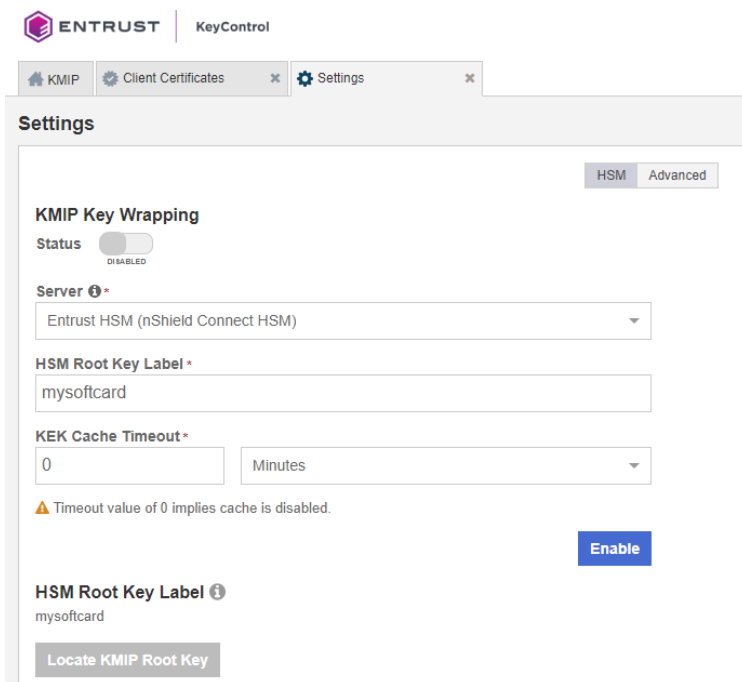 ENTRUST KeyControl
KMIP Client Certificates Settings
Settings
HSM Advanced
KMIP Key Wrapping
Status
DISABLED
Server *
Entrust HSM (nShield Connect HSM)
HSM Root Key Label *
mysoftcard
KEK Cache Timeout *
0 Minutes
Timeout value of 0 implies cache is disabled.
Enable
HSM Root Key Label
mysoftcard
Locate KMIP Root Key